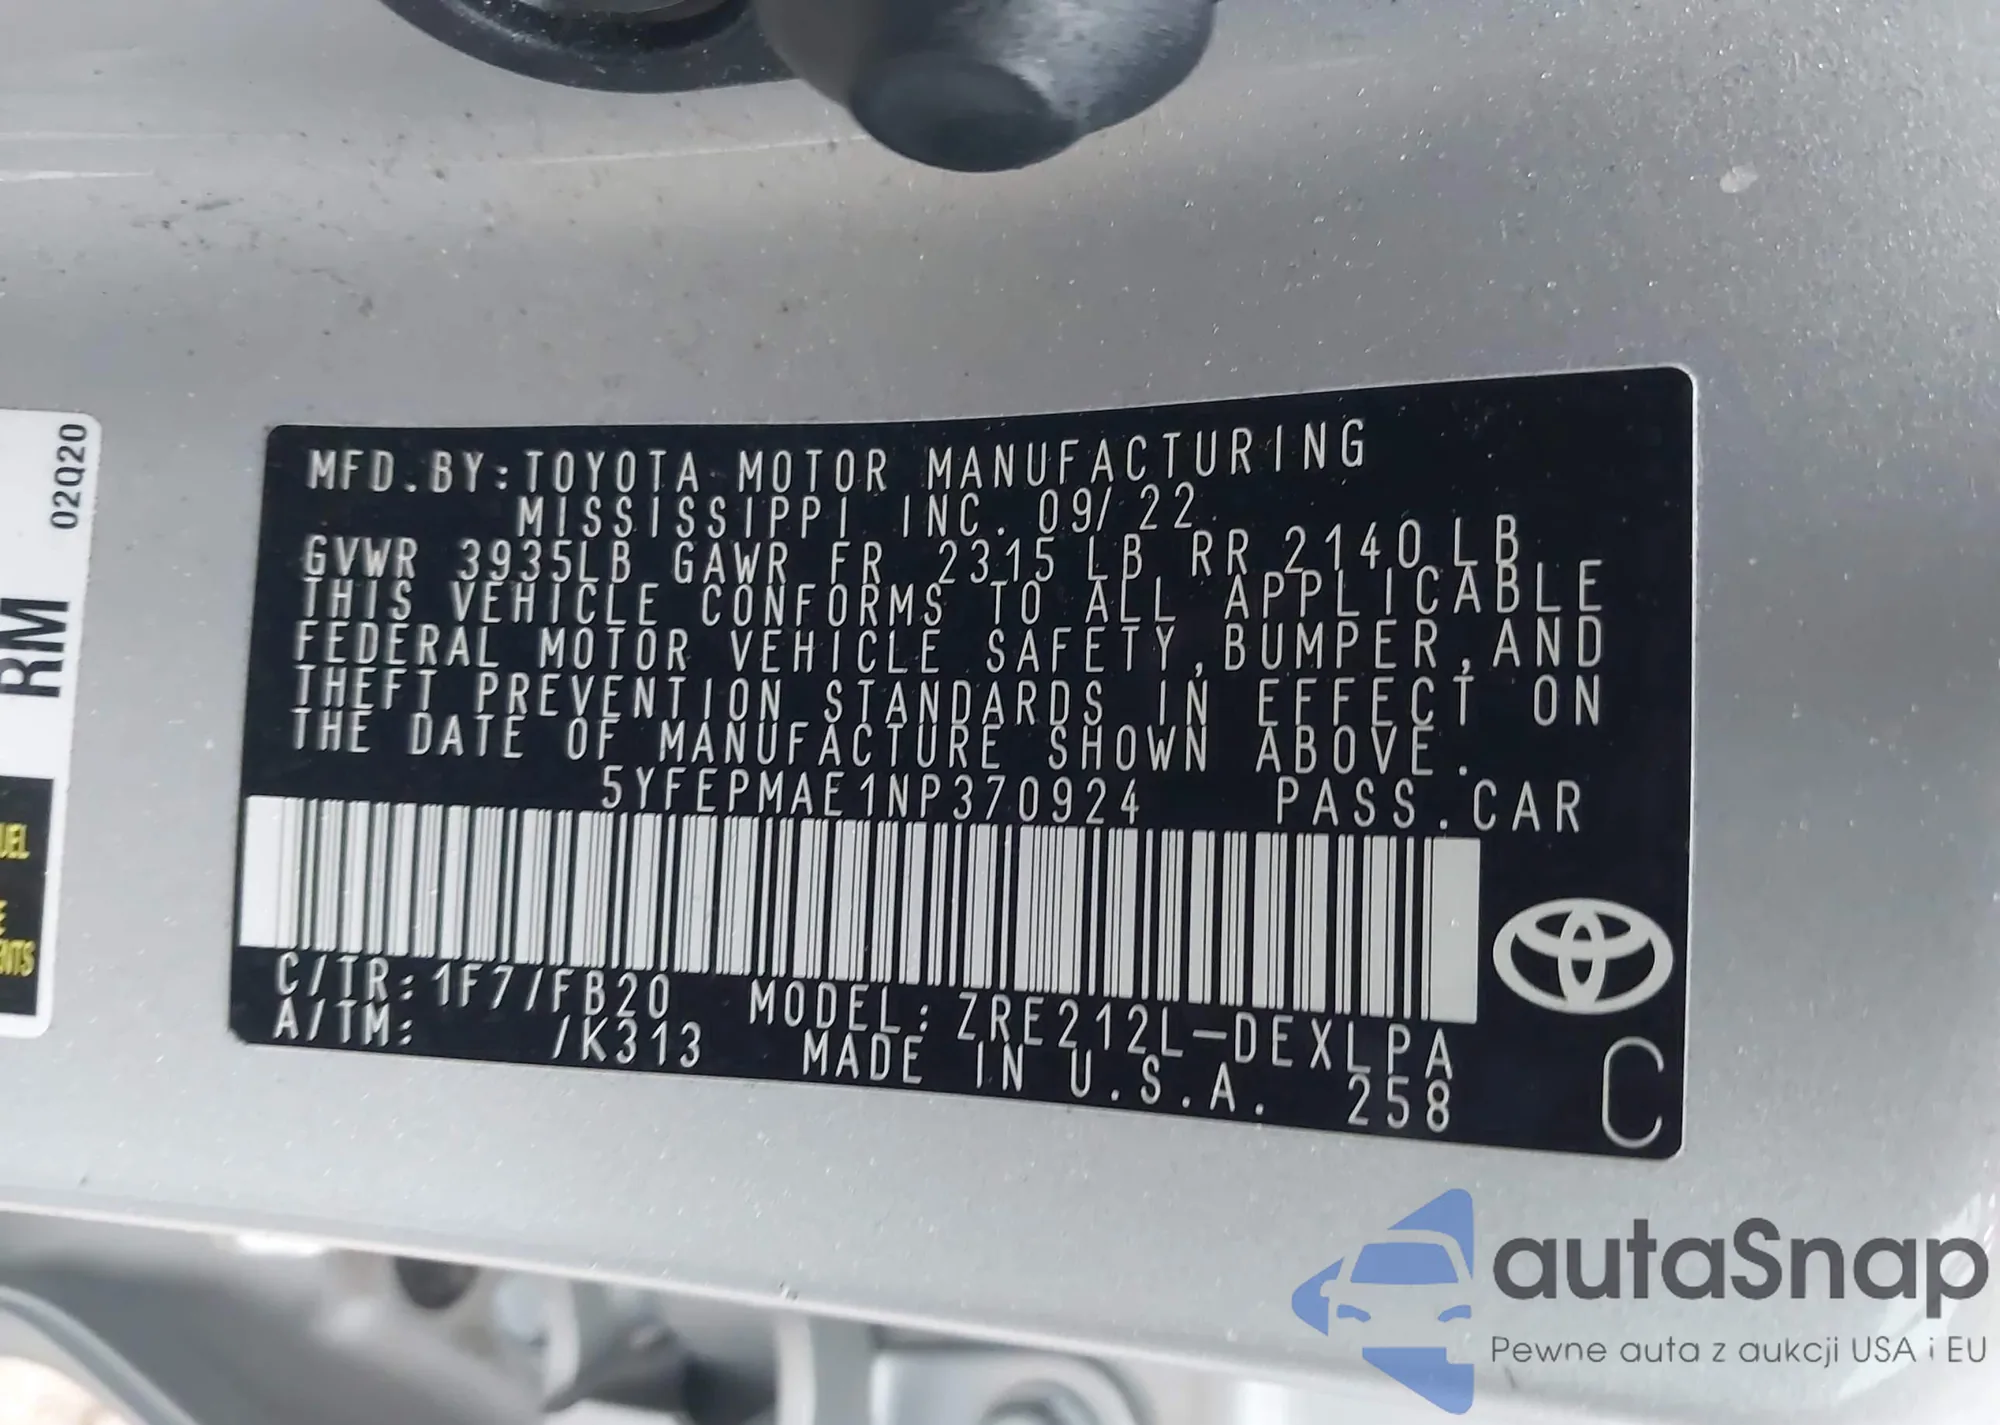 02Q20
RM
UEL
E
ENTS
MFD.BY:TOYOTA MOTOR MANUFACTURING
MISSISSIPPI INC. 09/22
GVWR 3935LB GAWR FR 2315 LB RR 2140LB
THIS VEHICLE CONFORMS TO ALL APPLICABLE
FEDERAL MOTOR VEHICLE SAFETY,BUMPER,AND
THEFT PREVENTION STANDARDS IN EFFECT ON
THE DATE OF MANUFACTURE SHOWN ABOVE.
5YFEPMAE1NP370924 PASS.CAR
C/TR:1F7/FB20 MODEL:ZRE212L-DEXLPA
A/TM: /K313 MADE IN U.S.A. 258
C
autaSnap
Pewne auta z aukcji USA i EU